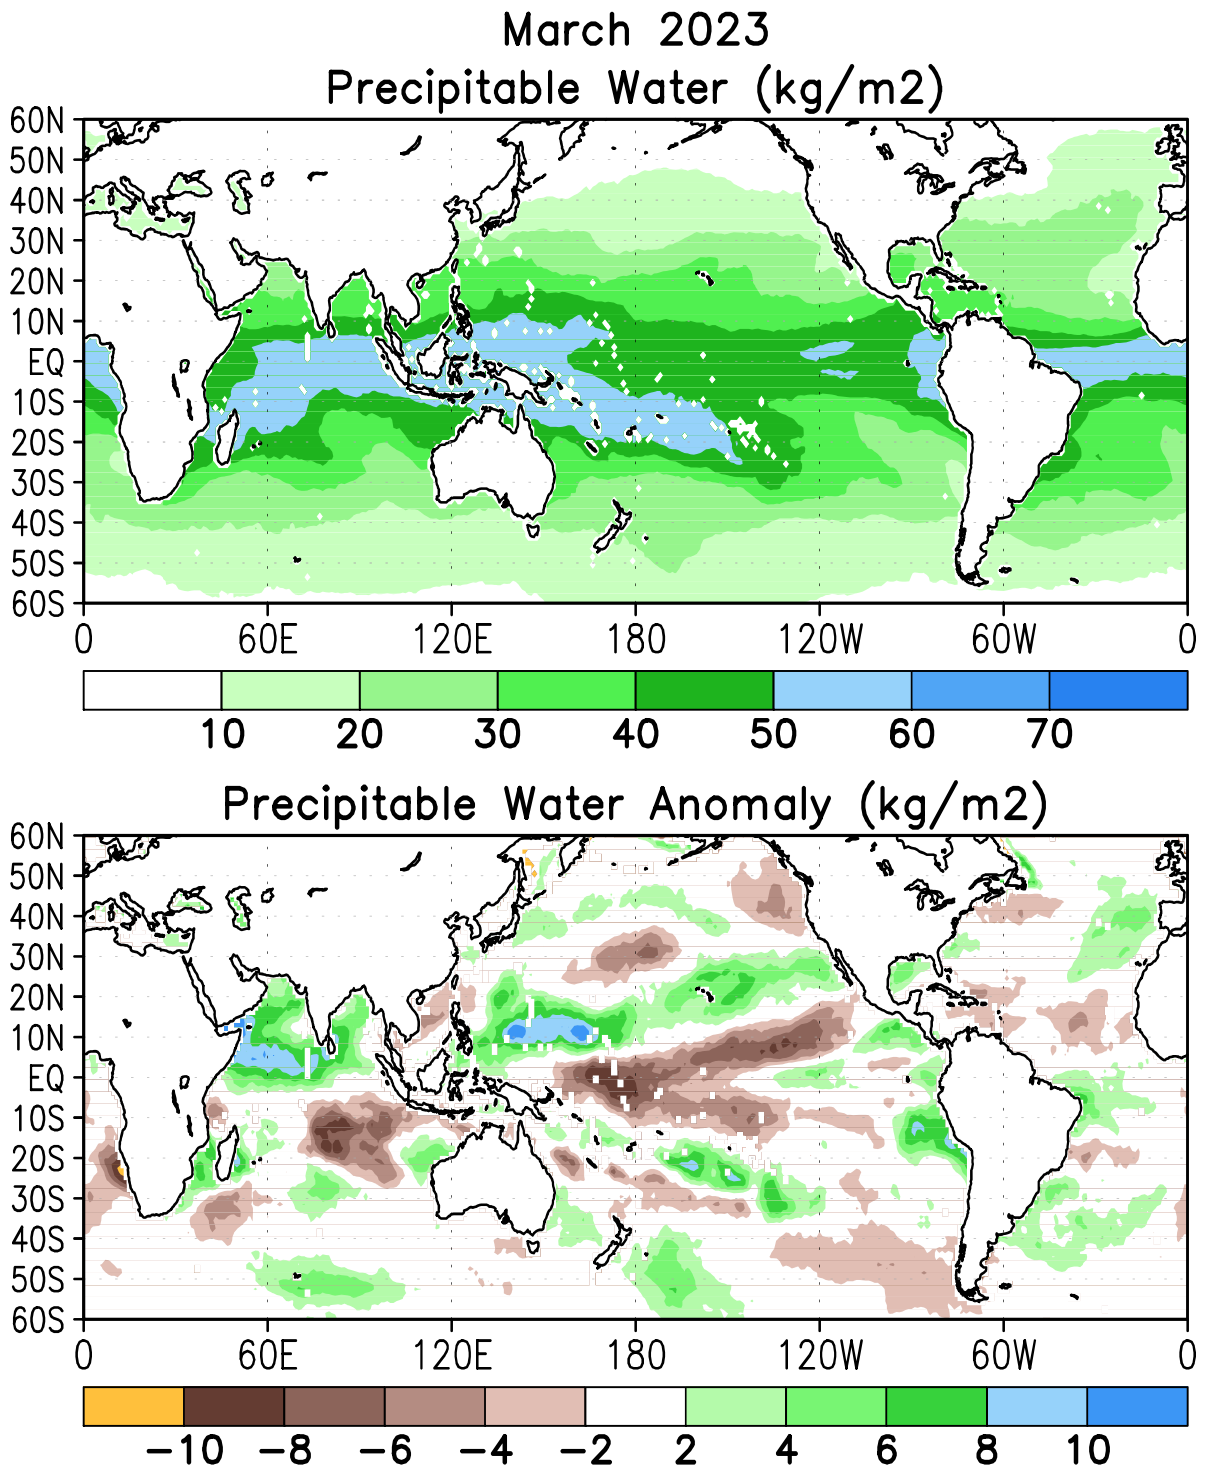 March 2023
Precipitable Water (kg/m2)
60N
50N
40N
30N
20N
10N
EQ
10S
20S
30S
40S
50S
60S
0 60E 120E 180 120W 60W 0
10 20 30 40 50 60 70
Precipitable Water Anomaly (kg/m2)
60N
50N
40N
30N
20N
10N
EQ
10S
20S
30S
40S
50S
60S
0 60E 120E 180 120W 60W 0
−10 −8 −6 −4 −2 2 4 6 8 10